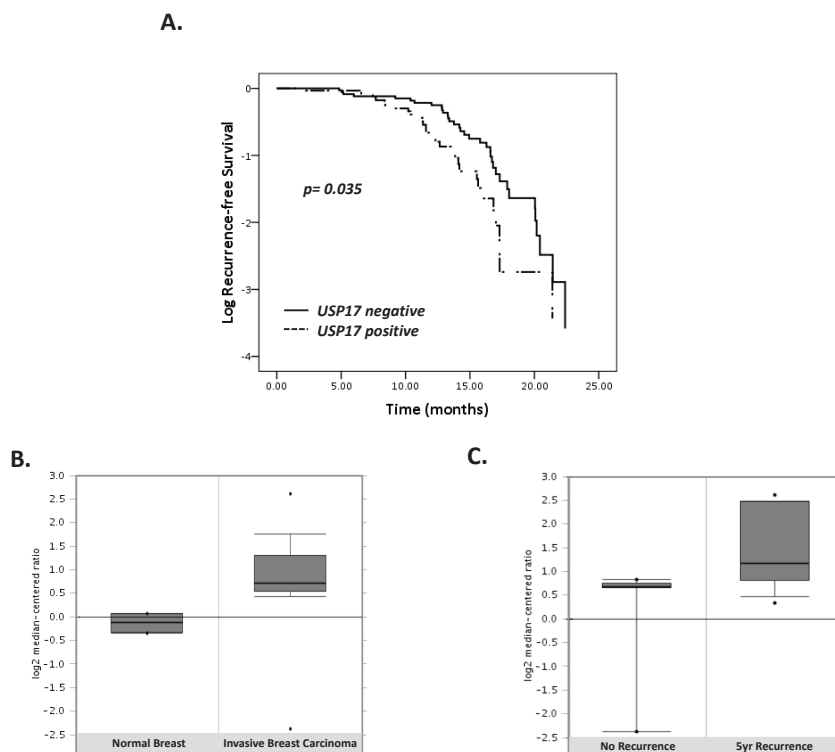 A.
Log Recurrence-free Survival
0
-1
-2
-3
-4
p= 0.035
USP17 negative
USP17 positive
0.00 5.00 10.00 15.00 20.00 25.00
Time (months)
B.
log2 median-centered ratio
3.0
2.5
2.0
1.5
1.0
0.5
0.0
-0.5
-1.0
-1.5
-2.0
-2.5
Normal Breast Invasive Breast Carcinoma
C.
log2 median-centered ratio
3.0
2.5
2.0
1.5
1.0
0.5
0.0
-0.5
-1.0
-1.5
-2.0
-2.5
No Recurrence 5yr Recurrence